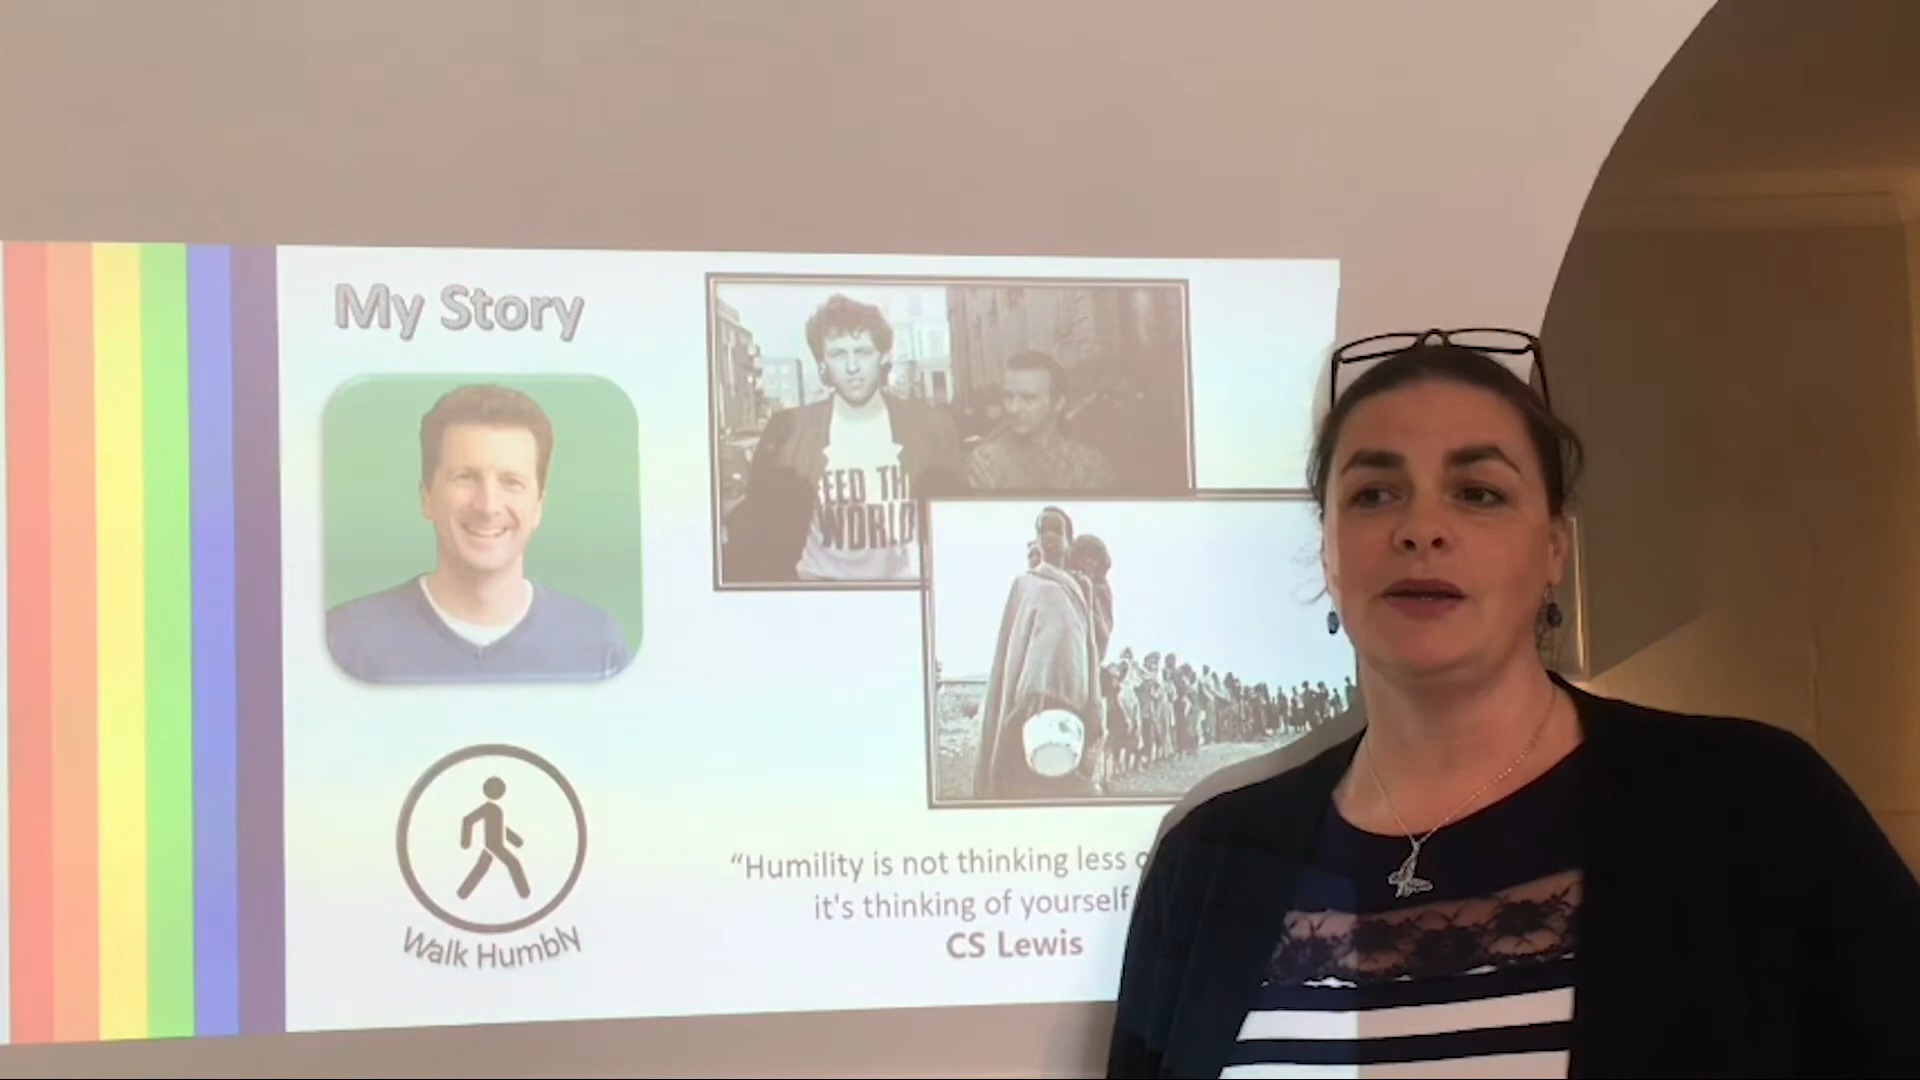 My Story
EED TH
WORLD
Walk Humbly
“Humility is not thinking less
it's thinking of yourself
CS Lewis